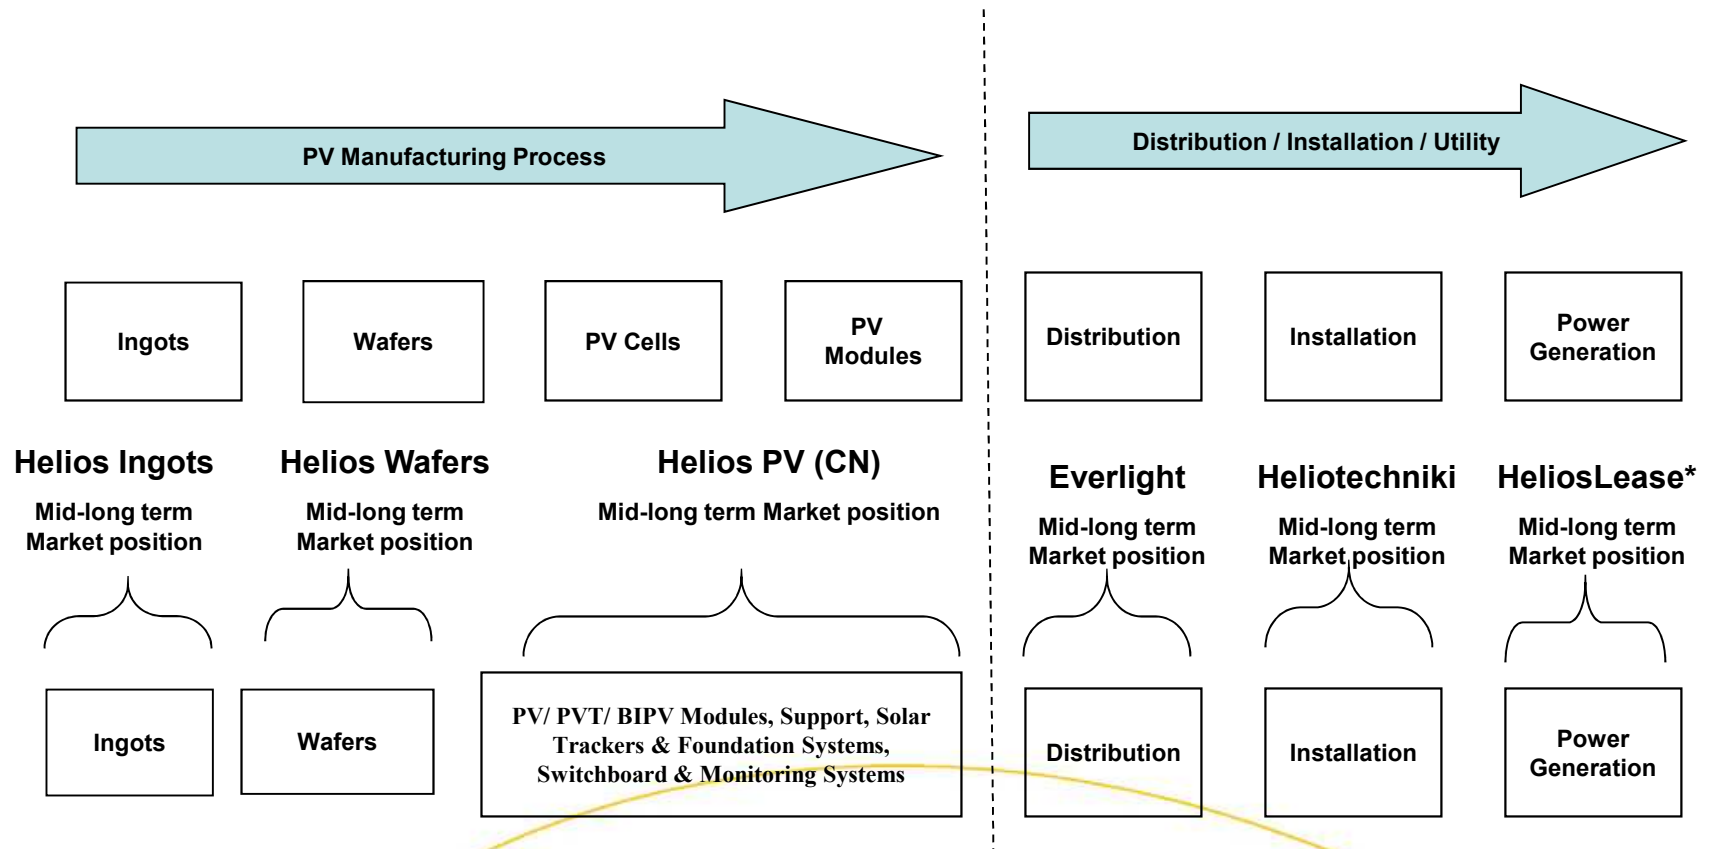 PV Manufacturing Process
Distribution / Installation / Utility
Ingots
Wafers
PV Cells
PV
Modules
Distribution
Installation
Power
Generation
Helios Ingots
Mid-long term
Market position
Helios Wafers
Mid-long term
Market position
Helios PV (CN)
Mid-long term Market position
Everlight
Mid-long term
Market position
Heliotechniki
Mid-long term
Market position
HeliosLease*
Mid-long term
Market position
Ingots
Wafers
PV/ PVT/ BIPV Modules, Support, Solar
Trackers & Foundation Systems,
Switchboard & Monitoring Systems
Distribution
Installation
Power
Generation